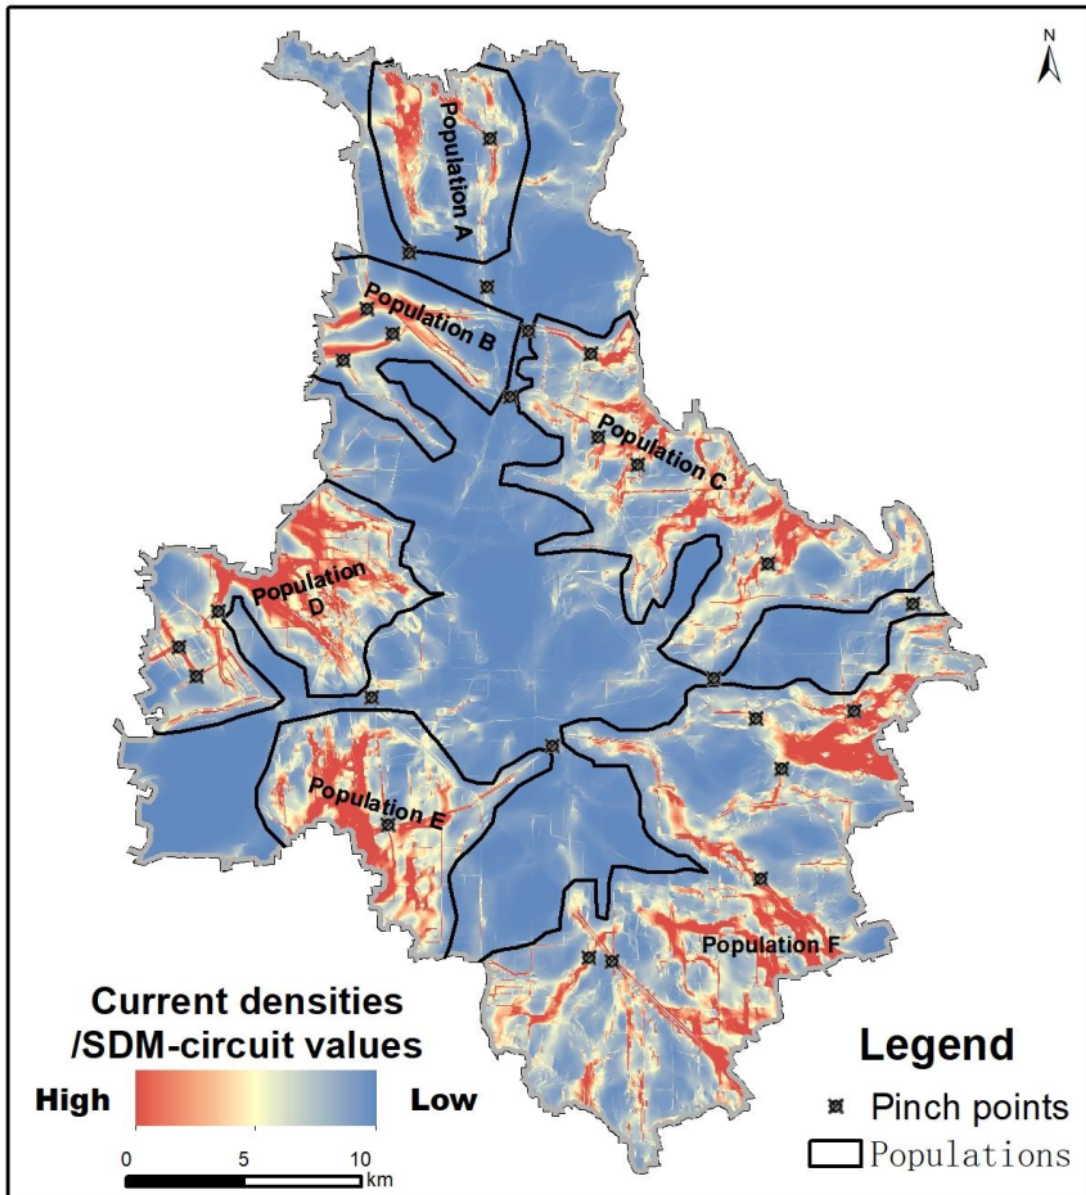 N
Population A
Population B
Population C
Population
D
Population E
Population F
Current densities
/SDM-circuit values
High
Low
0
5
10
km
Legend
Pinch points
Populations